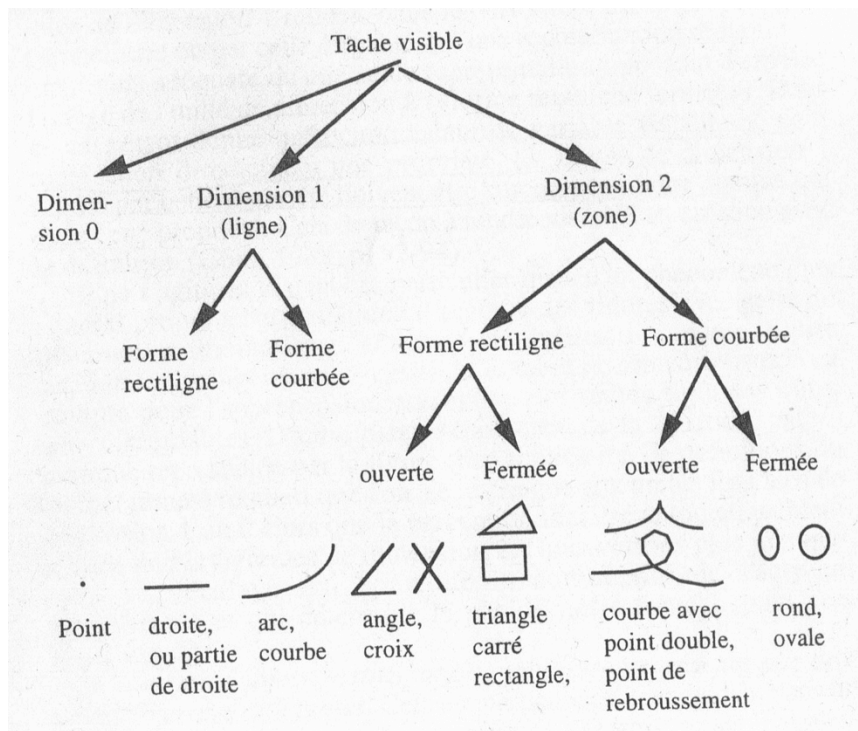 Tache visible
Dimen-
sion 0
Dimension 1
(ligne)
Dimension 2
(zone)
Forme
rectiligne
Forme
courbée
Forme rectiligne
Forme courbée
ouverte
Fermée
ouverte
Fermée
Point
droite,
ou partie
de droite
arc,
courbe
angle,
croix
triangle
carré
rectangle,
courbe avec
point double,
point de
rebroussement
rond,
ovale